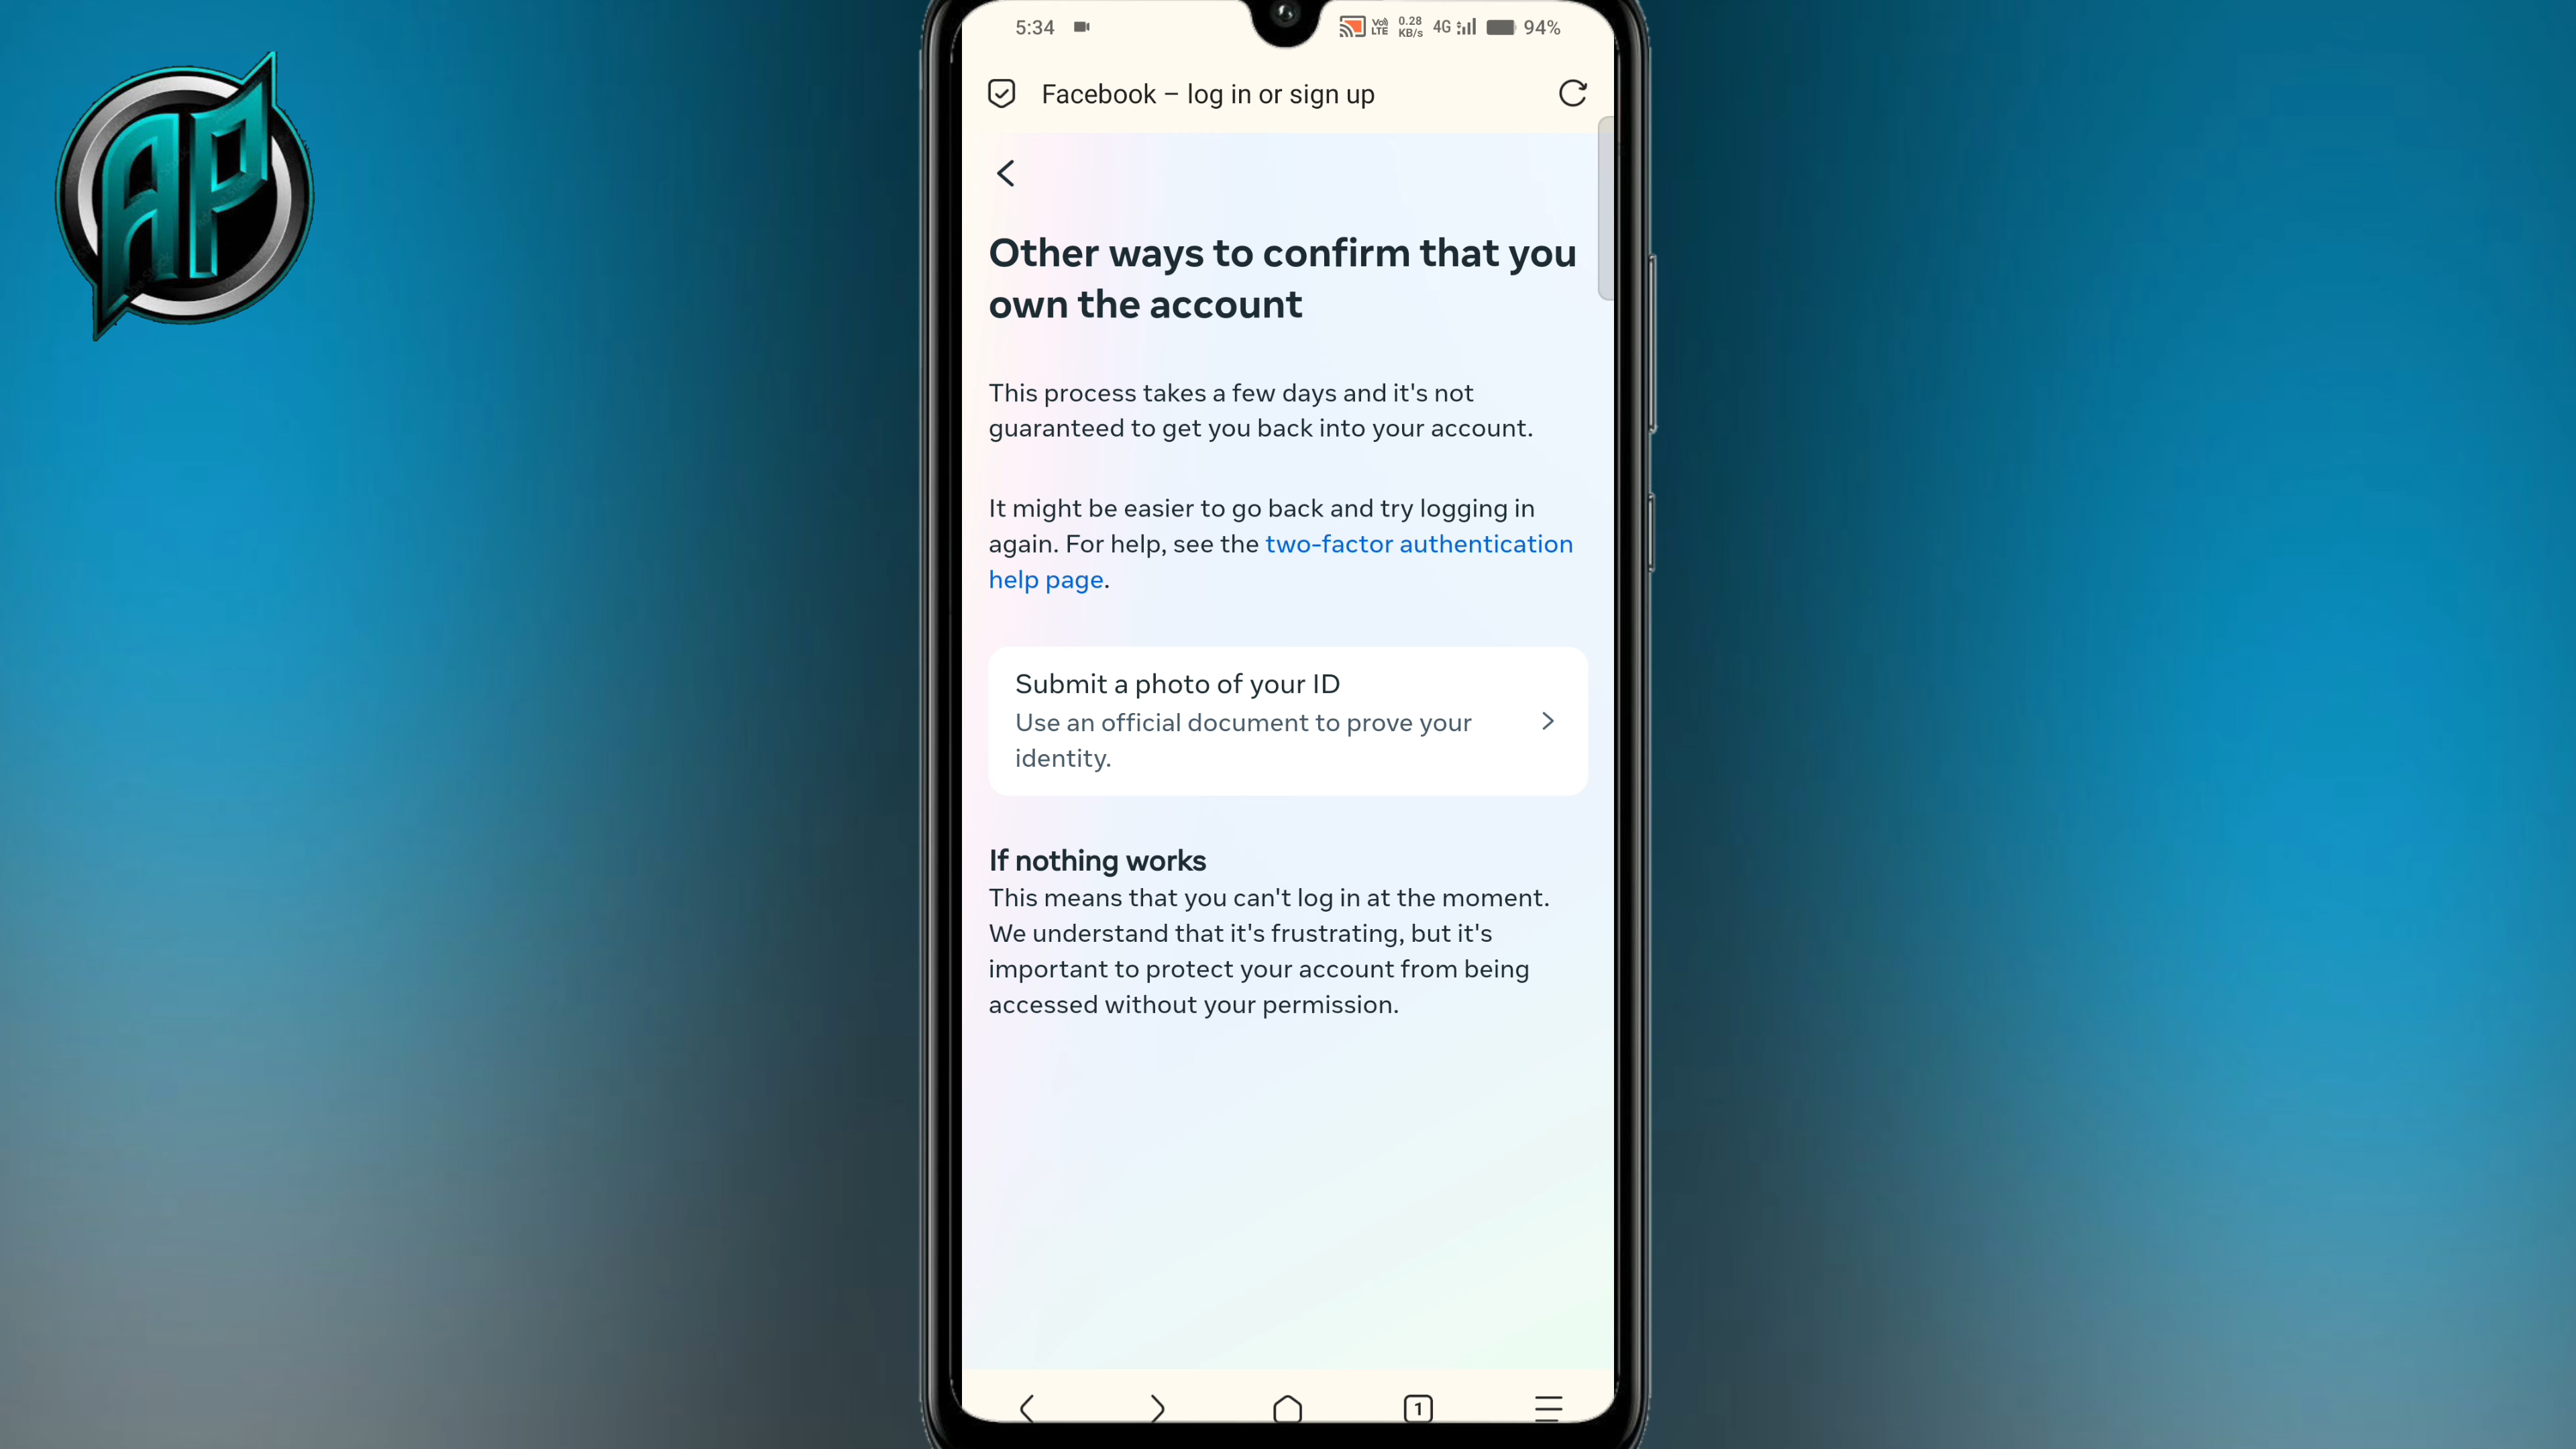 AP
5:34
Vo)) LTE
0.28 KB/s
4G
94%
Facebook – log in or sign up
Other ways to confirm that you
own the account
This process takes a few days and it's not
guaranteed to get you back into your account.
It might be easier to go back and try logging in
again. For help, see the two-factor authentication
help page.
Submit a photo of your ID
Use an official document to prove your
identity.
If nothing works
This means that you can't log in at the moment.
We understand that it's frustrating, but it's
important to protect your account from being
accessed without your permission.
1